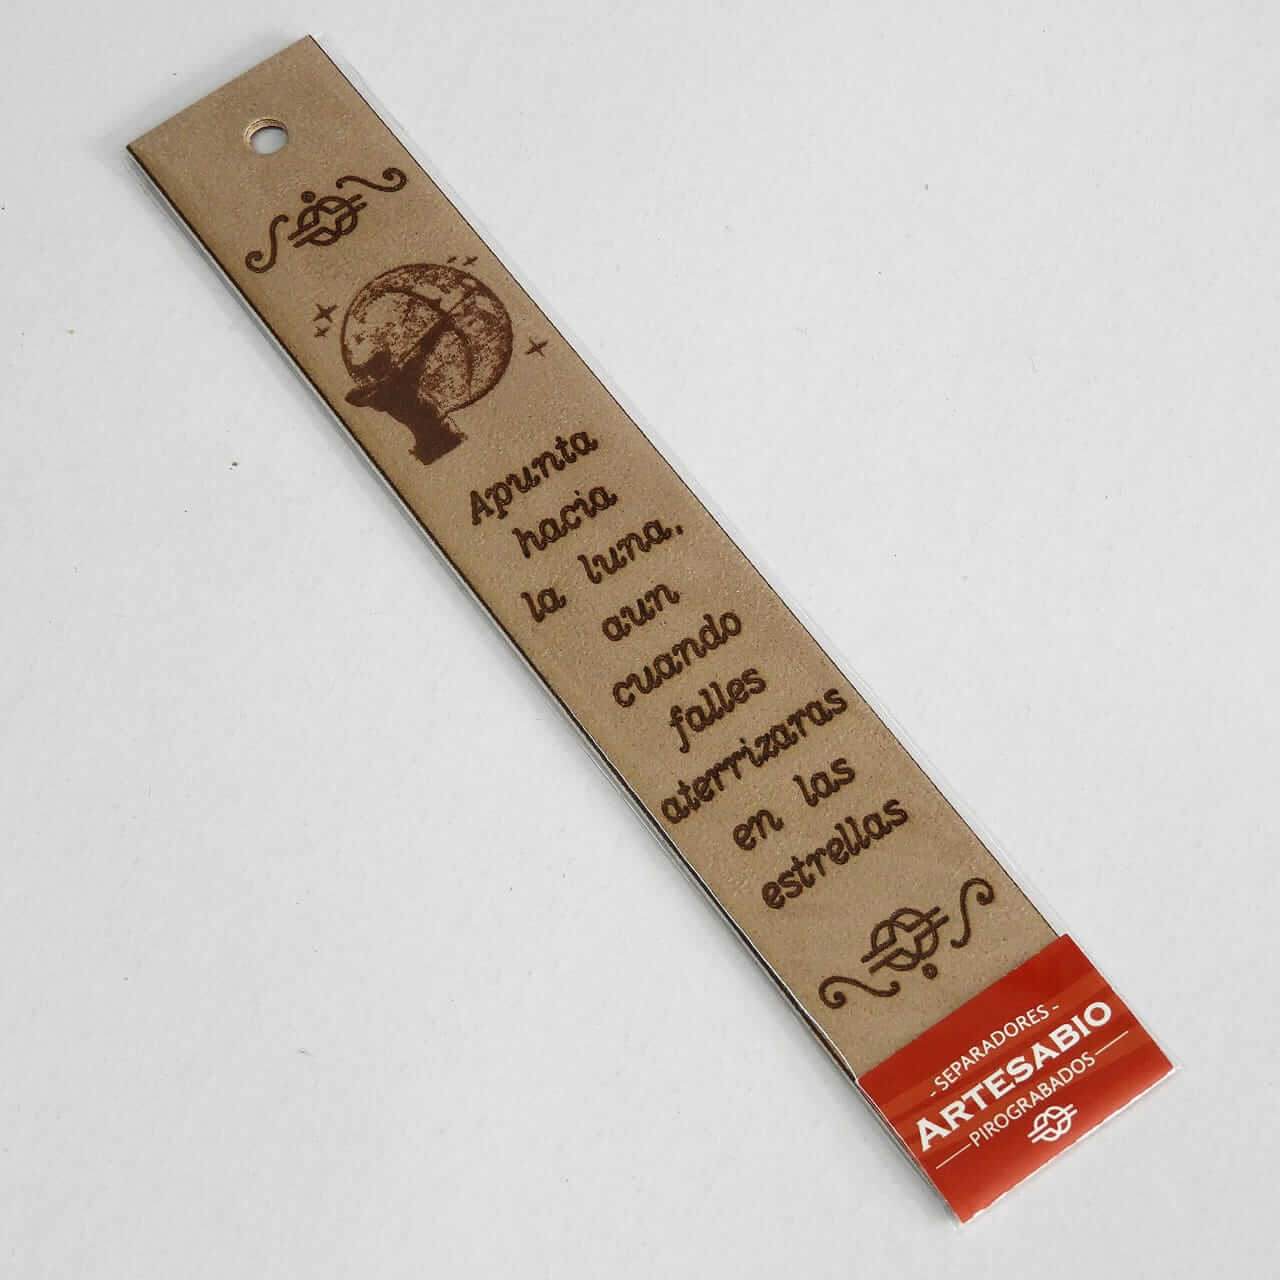 Apunta
hacia
la luna,
aun
cuando
falles
aterrizaras
en las
estrellas
- SEPARADORES -
ARTESABIO
PIROGRABADOS